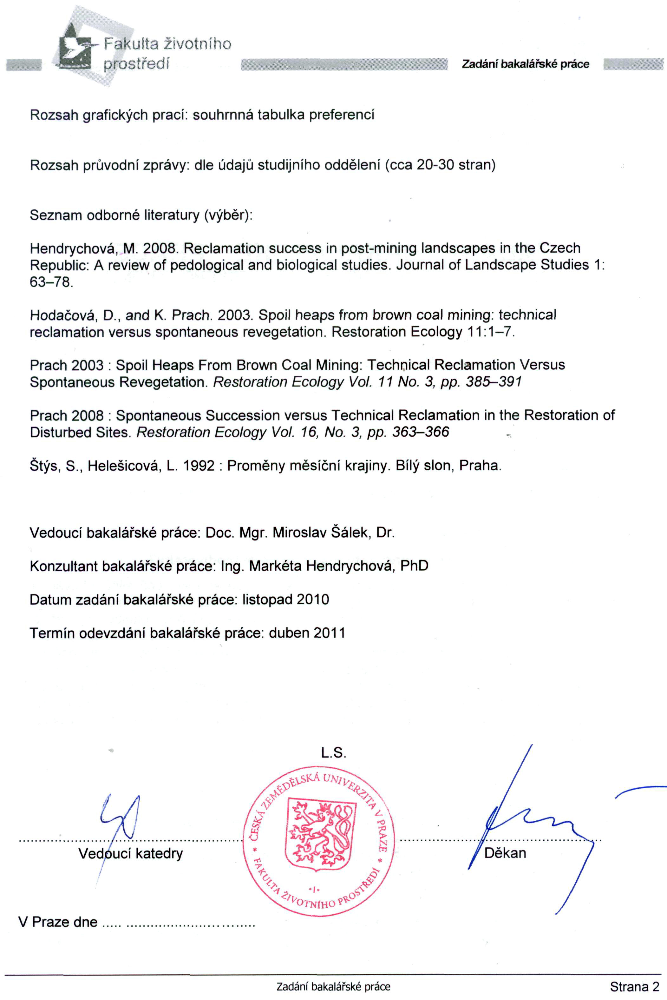 Fakulta životního
prostředí
Zadání bakalářské práce
Rozsah grafických prací: souhrnná tabulka preferencí
Rozsah průvodní zprávy: dle údajů studijního oddělení (cca 20-30 stran)
Seznam odborné literatury (výběr):
Hendrychová, M. 2008. Reclamation success in post-mining landscapes in the Czech
Republic: A review of pedological and biological studies. Journal of Landscape Studies 1:
63–78.
Hodačová, D., and K. Prach. 2003. Spoil heaps from brown coal mining: technical
reclamation versus spontaneous revegetation. Restoration Ecology 11:1–7.
Prach 2003 : Spoil Heaps From Brown Coal Mining: Technical Reclamation Versus
Spontaneous Revegetation. Restoration Ecology Vol. 11 No. 3, pp. 385–391
Prach 2008 : Spontaneous Succession versus Technical Reclamation in the Restoration of
Disturbed Sites. Restoration Ecology Vol. 16, No. 3, pp. 363–366
Štýs, S., Helešicová, L. 1992 : Proměny měsíční krajiny. Bílý slon, Praha.
Vedoucí bakalářské práce: Doc. Mgr. Miroslav Šálek, Dr.
Konzultant bakalářské práce: Ing. Markéta Hendrychová, PhD
Datum zadání bakalářské práce: listopad 2010
Termín odevzdání bakalářské práce: duben 2011
L.S.
ČESKÁ ZEMĚDĚLSKÁ UNIVERZITA V PRAZE
* FAKULTA ŽIVOTNÍHO PROSTŘEDÍ *
•1•
Vedoucí katedry
Děkan
V Praze dne ..... ................................
Zadání bakalářské práce
Strana 2